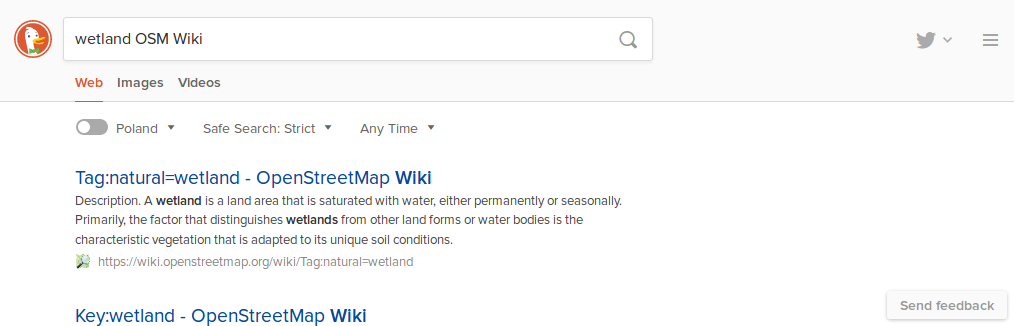 wetland OSM Wiki
Web Images Videos
Poland Safe Search: Strict Any Time
Tag:natural=wetland - OpenStreetMap Wiki
Description. A wetland is a land area that is saturated with water, either permanently or seasonally.
Primarily, the factor that distinguishes wetlands from other land forms or water bodies is the
characteristic vegetation that is adapted to its unique soil conditions.
https://wiki.openstreetmap.org/wiki/Tag:natural=wetland
Send feedback
Key:wetland - OpenStreetMap Wiki